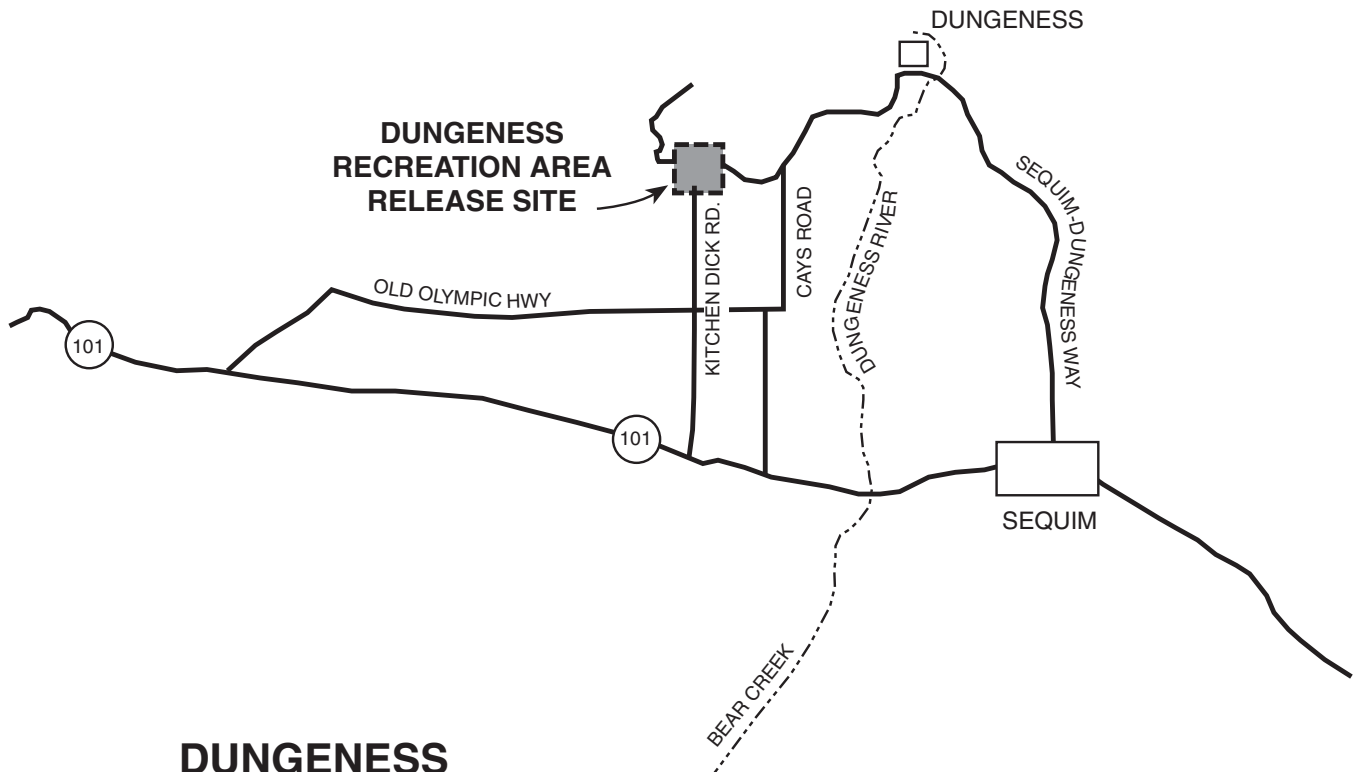 DUNGENESS
DUNGENESS
RECREATION AREA
RELEASE SITE
KITCHEN DICK RD.
CAYS ROAD
DUNGENESS RIVER
SEQUIM-DUNGENESS WAY
OLD OLYMPIC HWY
101
101
SEQUIM
BEAR CREEK
DUNGENESS